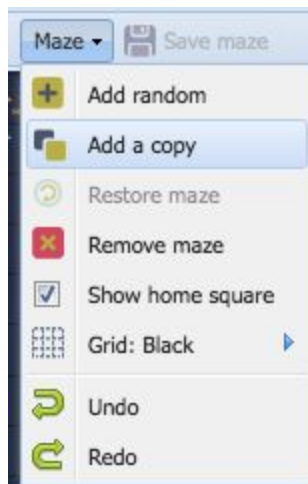 Maze Save maze
Add random
Add a copy
Restore maze
Remove maze
Show home square
Grid: Black
Undo
Redo